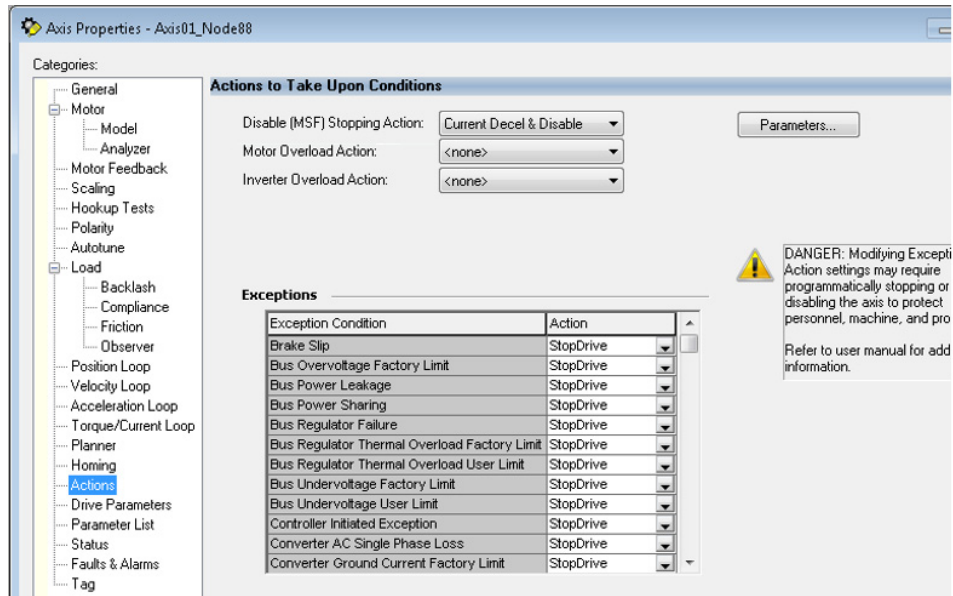 Axis Properties - Axis01_Node88
Categories:
General
Motor
Model
Analyzer
Motor Feedback
Scaling
Hookup Tests
Polarity
Autotune
Load
Backlash
Compliance
Friction
Observer
Position Loop
Velocity Loop
Acceleration Loop
Torque/Current Loop
Planner
Homing
Actions
Drive Parameters
Parameter List
Status
Faults & Alarms
Tag
Actions to Take Upon Conditions
Disable (MSF) Stopping Action: Current Decel & Disable
Parameters...
Motor Overload Action: <none>
Inverter Overload Action: <none>
DANGER: Modifying Excepti
Action settings may require
programmatically stopping or
disabling the axis to protect
personnel, machine, and pro
Refer to user manual for add
information.
Exceptions
Exception Condition Action
Brake Slip StopDrive
Bus Overvoltage Factory Limit StopDrive
Bus Power Leakage StopDrive
Bus Power Sharing StopDrive
Bus Regulator Failure StopDrive
Bus Regulator Thermal Overload Factory Limit StopDrive
Bus Regulator Thermal Overload User Limit StopDrive
Bus Undervoltage Factory Limit StopDrive
Bus Undervoltage User Limit StopDrive
Controller Initiated Exception StopDrive
Converter AC Single Phase Loss StopDrive
Converter Ground Current Factory Limit StopDrive